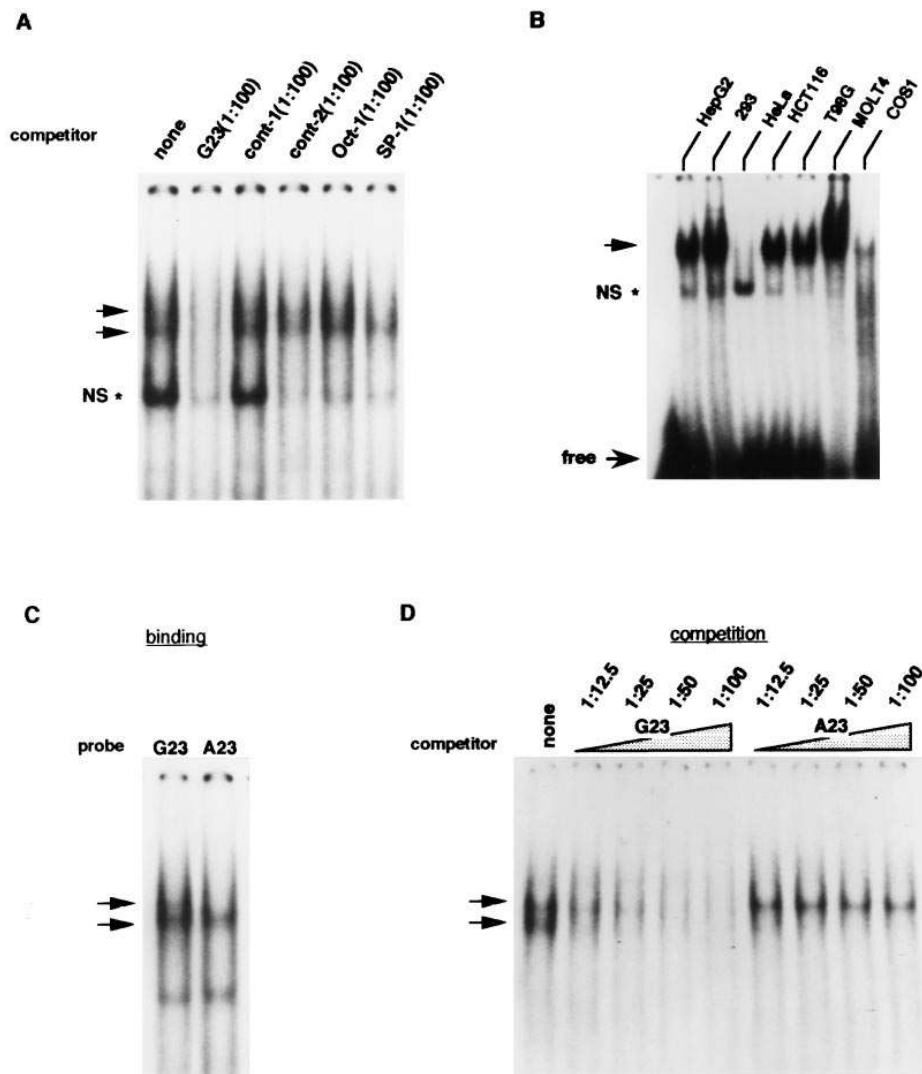 A
competitor
none
G23(1:100)
cont-1(1:100)
cont-2(1:100)
Oct-1(1:100)
SP-1(1:100)
NS *
B
HepG2
293
HeLa
HCT116
T98G
MOLT4
COS1
NS *
free
C
binding
probe
G23 A23
D
competition
competitor
none
1:12.5
1:25
1:50
1:100
1:12.5
1:25
1:50
1:100
G23
A23